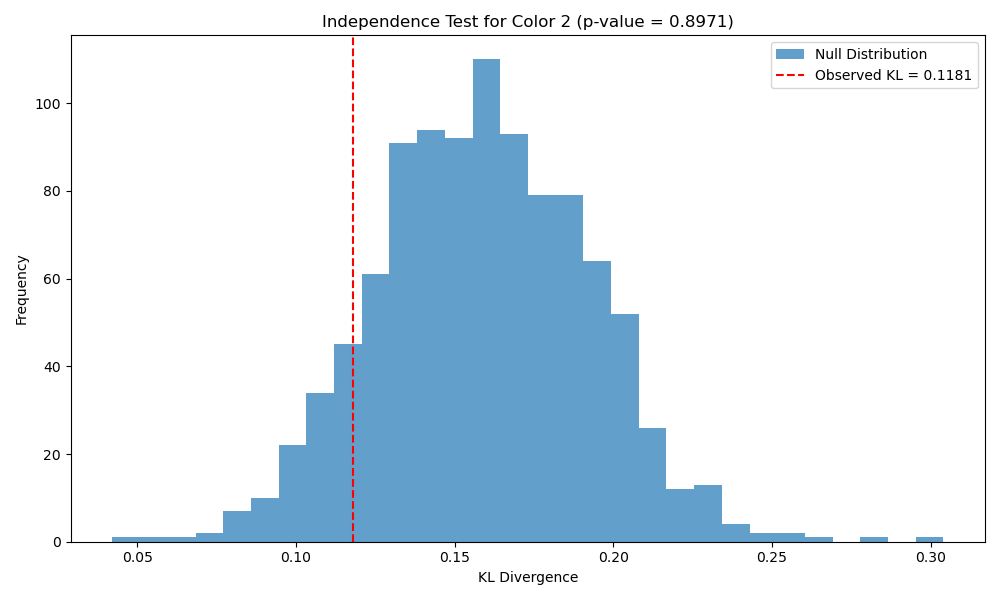 Independence Test for Color 2 (p-value = 0.8971)
Null Distribution
Observed KL = 0.1181
Frequency
100
80
60
40
20
0
0.05
0.10
0.15
0.20
0.25
0.30
KL Divergence